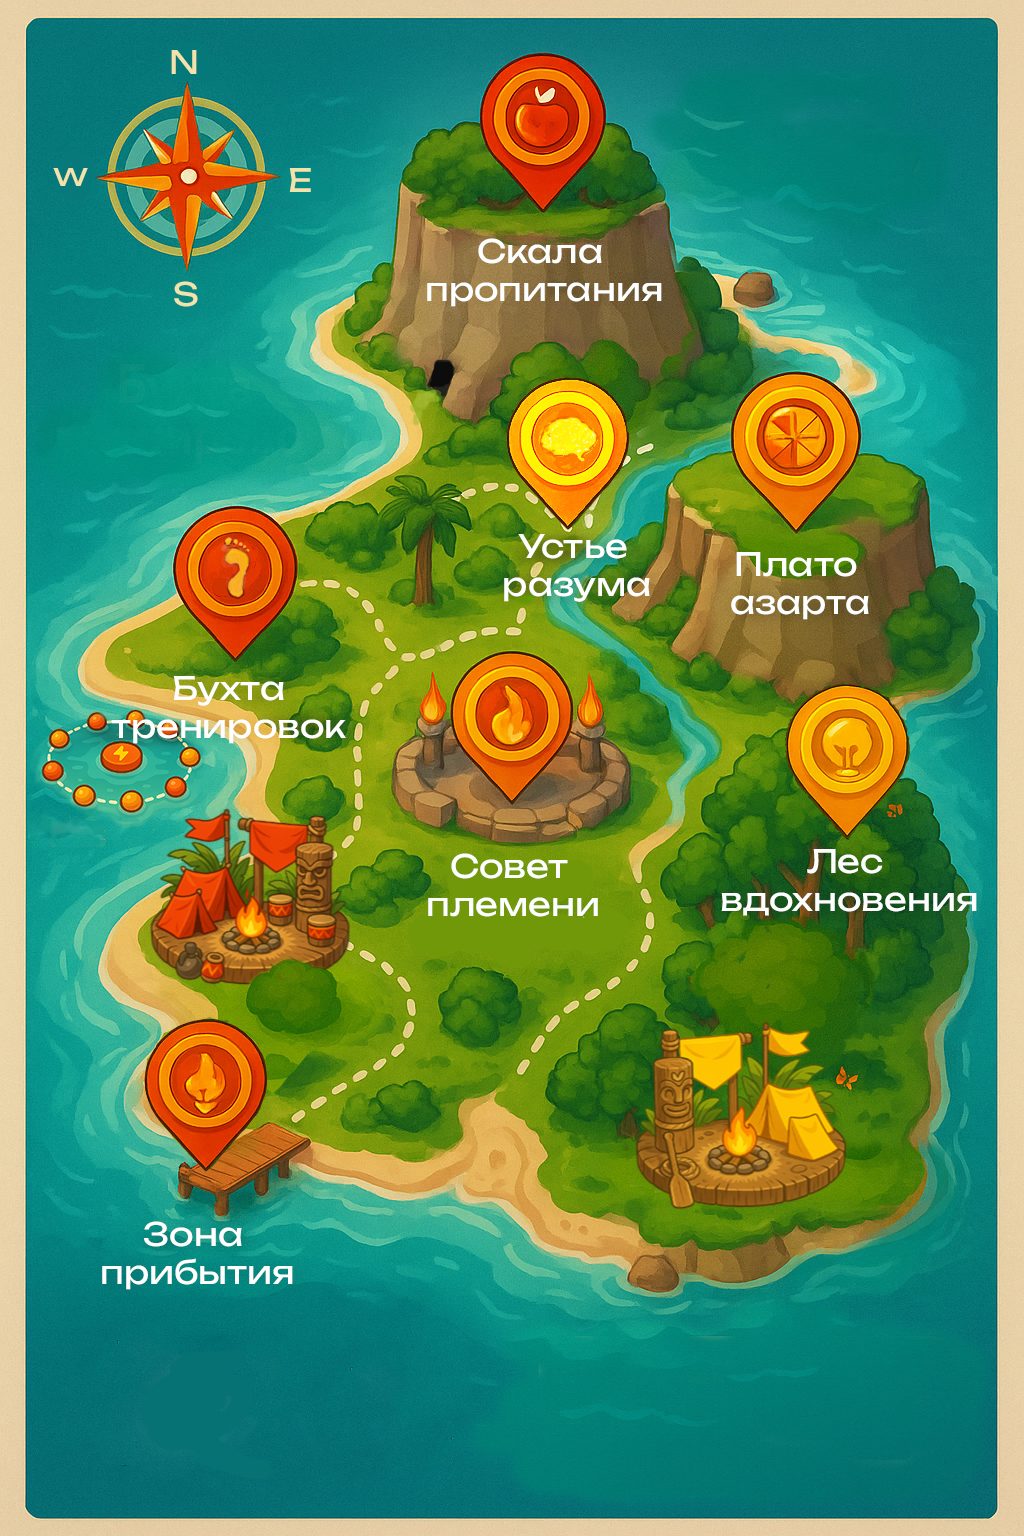 N
W
E
S
Скала
пропитания
Устье
разума
Плато
азарта
Бухта
тренировок
Совет
племени
Лес
вдохновения
Зона
прибытия